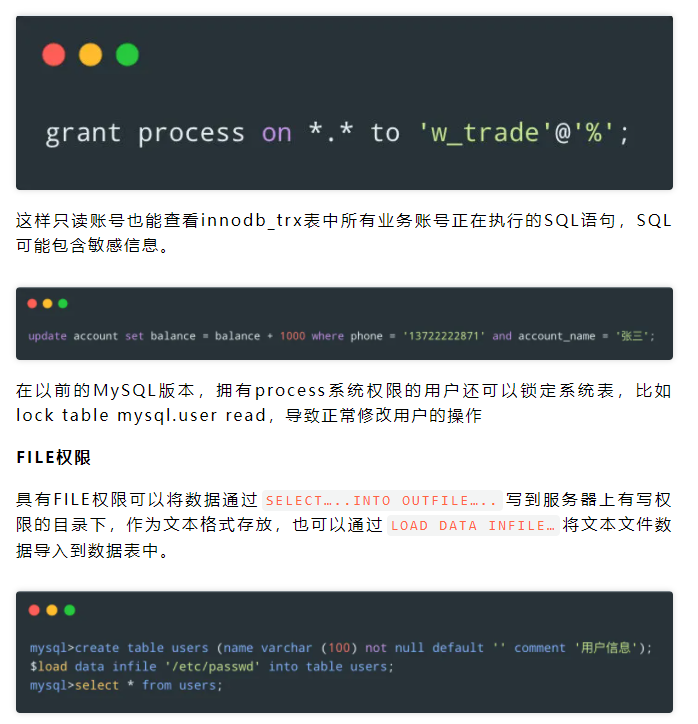 grant process on *.* to 'w_trade'@'%';
这样只读账号也能查看innodb_trx表中所有业务账号正在执行的SQL语句，SQL
可能包含敏感信息。
update account set balance = balance + 1000 where phone = '13722222871' and account_name = '张三';
在以前的MySQL版本，拥有process系统权限的用户还可以锁定系统表，比如
lock table mysql.user read，导致正常修改用户的操作
FILE权限
具有FILE权限可以将数据通过 SELECT…..INTO OUTFILE….. 写到服务器上有写权
限的目录下，作为文本格式存放，也可以通过 LOAD DATA INFILE… 将文本文件数
据导入到数据表中。
mysql>create table users (name varchar (100) not null default '' comment '用户信息');
$load data infile '/etc/passwd' into table users;
mysql>select * from users;